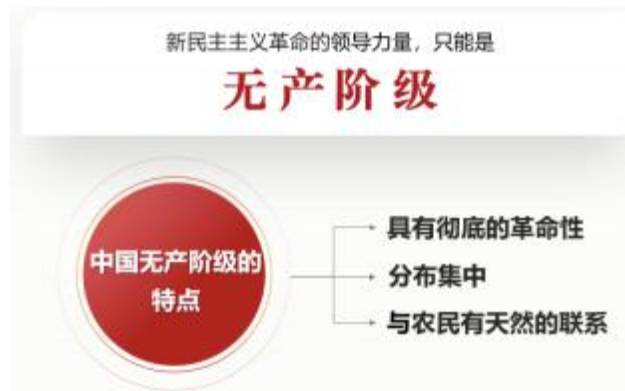 新民主主义革命的领导力量，只能是
无产阶级
中国无产阶级的
特点
具有彻底的革命性
分布集中
与农民有天然的联系